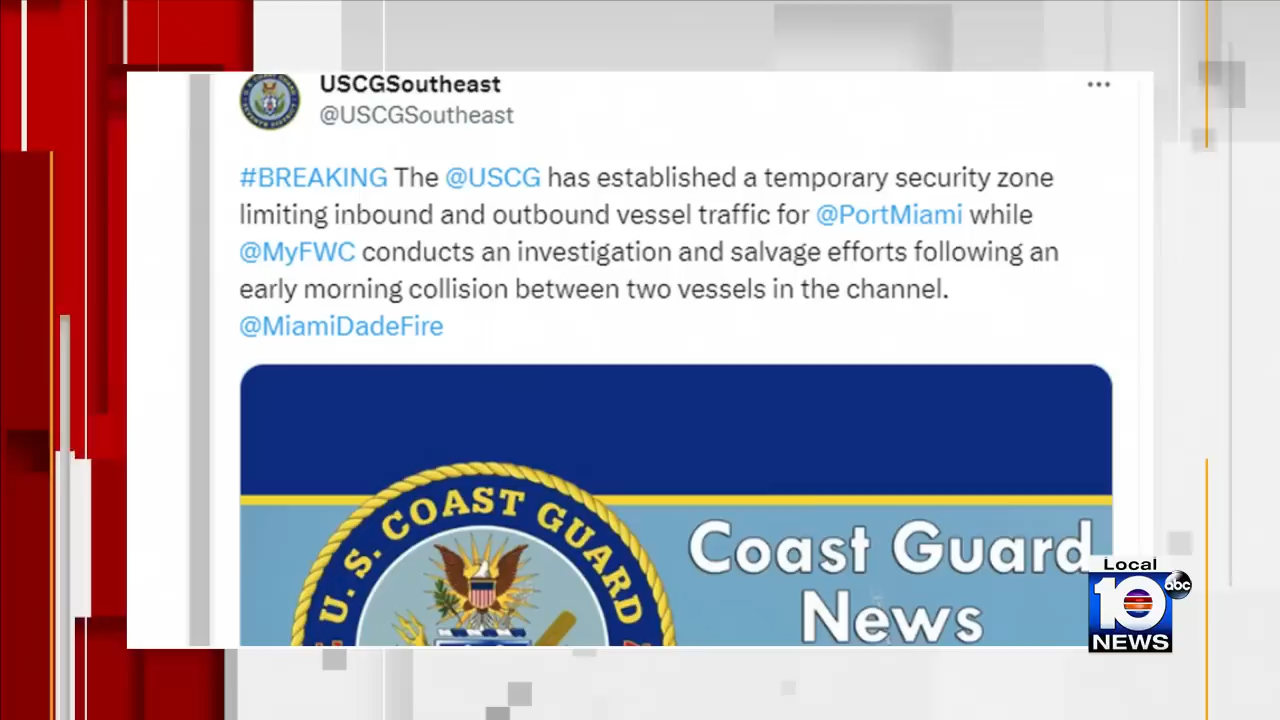 USCGSoutheast
@USCGSoutheast
#BREAKING The @USCG has established a temporary security zone
limiting inbound and outbound vessel traffic for @PortMiami while
@MyFWC conducts an investigation and salvage efforts following an
early morning collision between two vessels in the channel.
@MiamiDadeFire
U.S. COAST GUARD
Coast Guard
News
Local
10
abc
NEWS